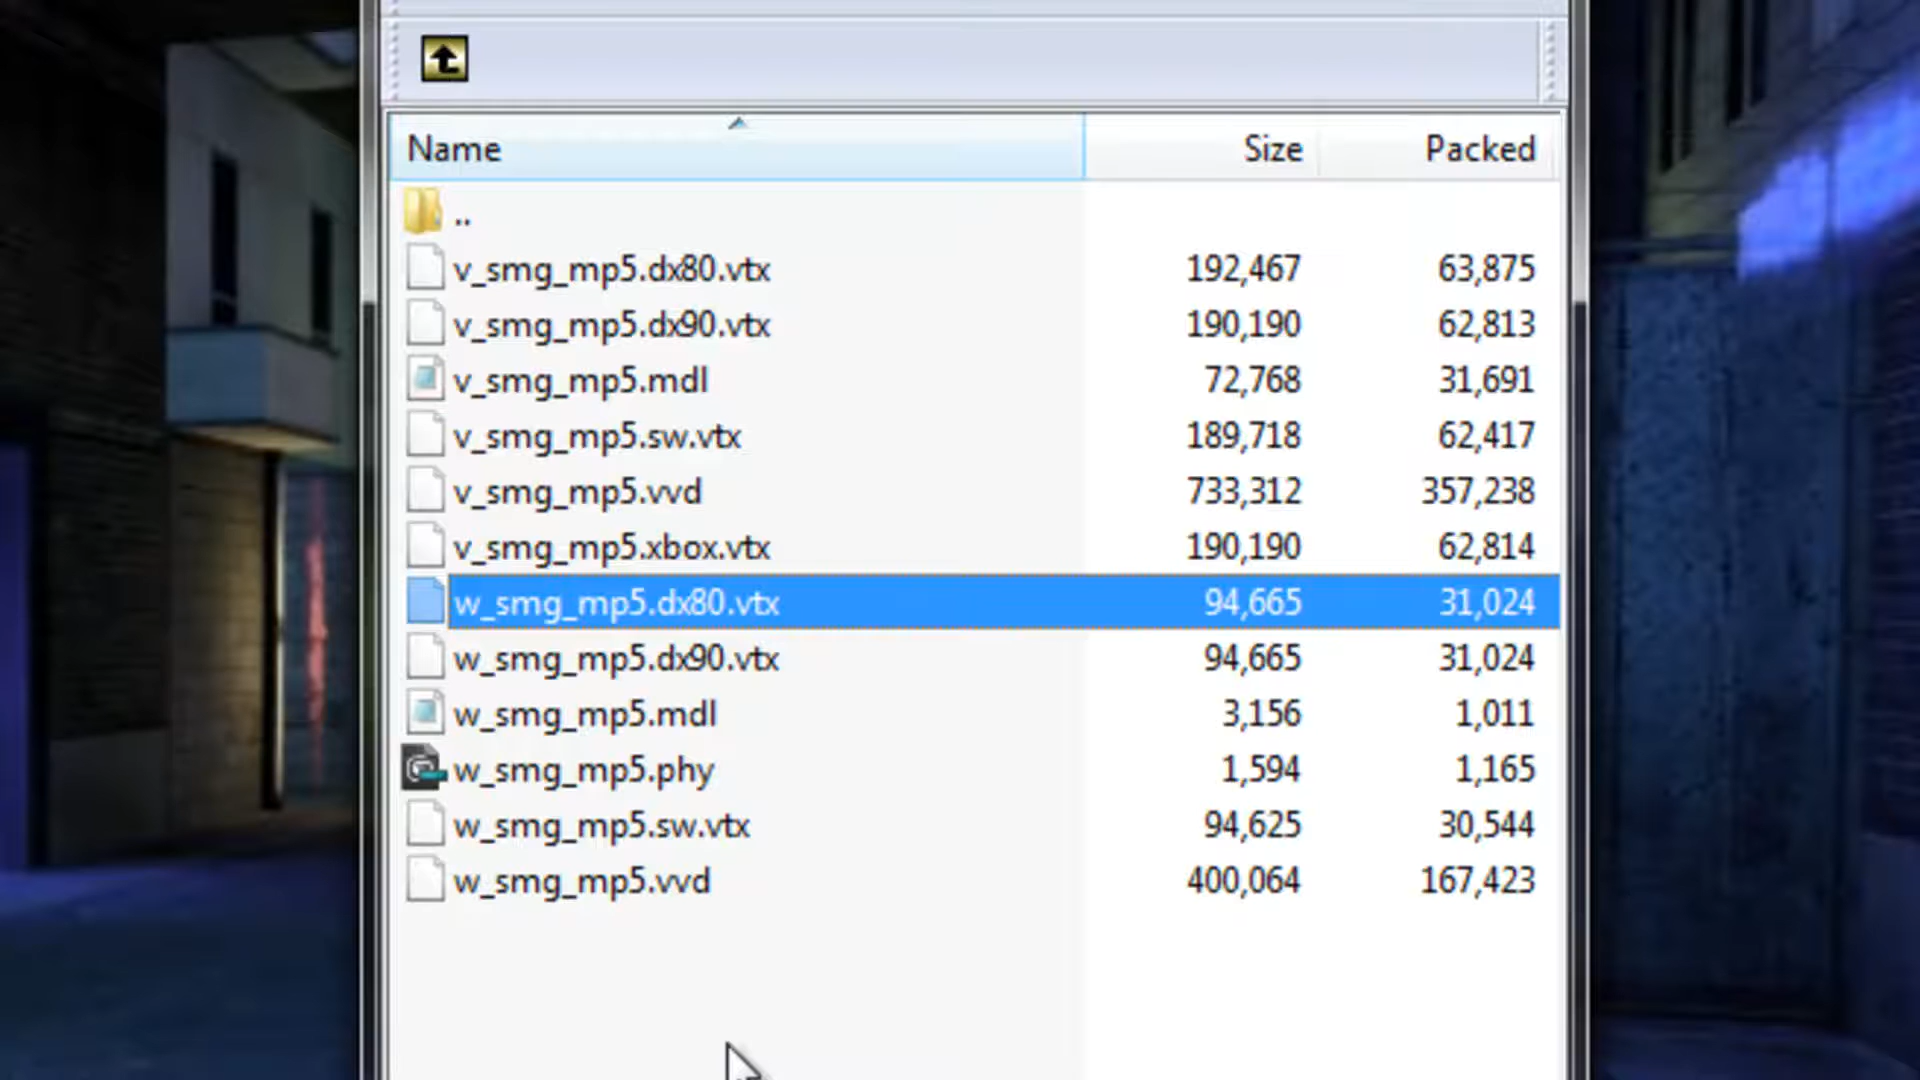 Name Size Packed
..
v_smg_mp5.dx80.vtx 192,467 63,875
v_smg_mp5.dx90.vtx 190,190 62,813
v_smg_mp5.mdl 72,768 31,691
v_smg_mp5.sw.vtx 189,718 62,417
v_smg_mp5.vvd 733,312 357,238
v_smg_mp5.xbox.vtx 190,190 62,814
w_smg_mp5.dx80.vtx 94,665 31,024
w_smg_mp5.dx90.vtx 94,665 31,024
w_smg_mp5.mdl 3,156 1,011
w_smg_mp5.phy 1,594 1,165
w_smg_mp5.sw.vtx 94,625 30,544
w_smg_mp5.vvd 400,064 167,423